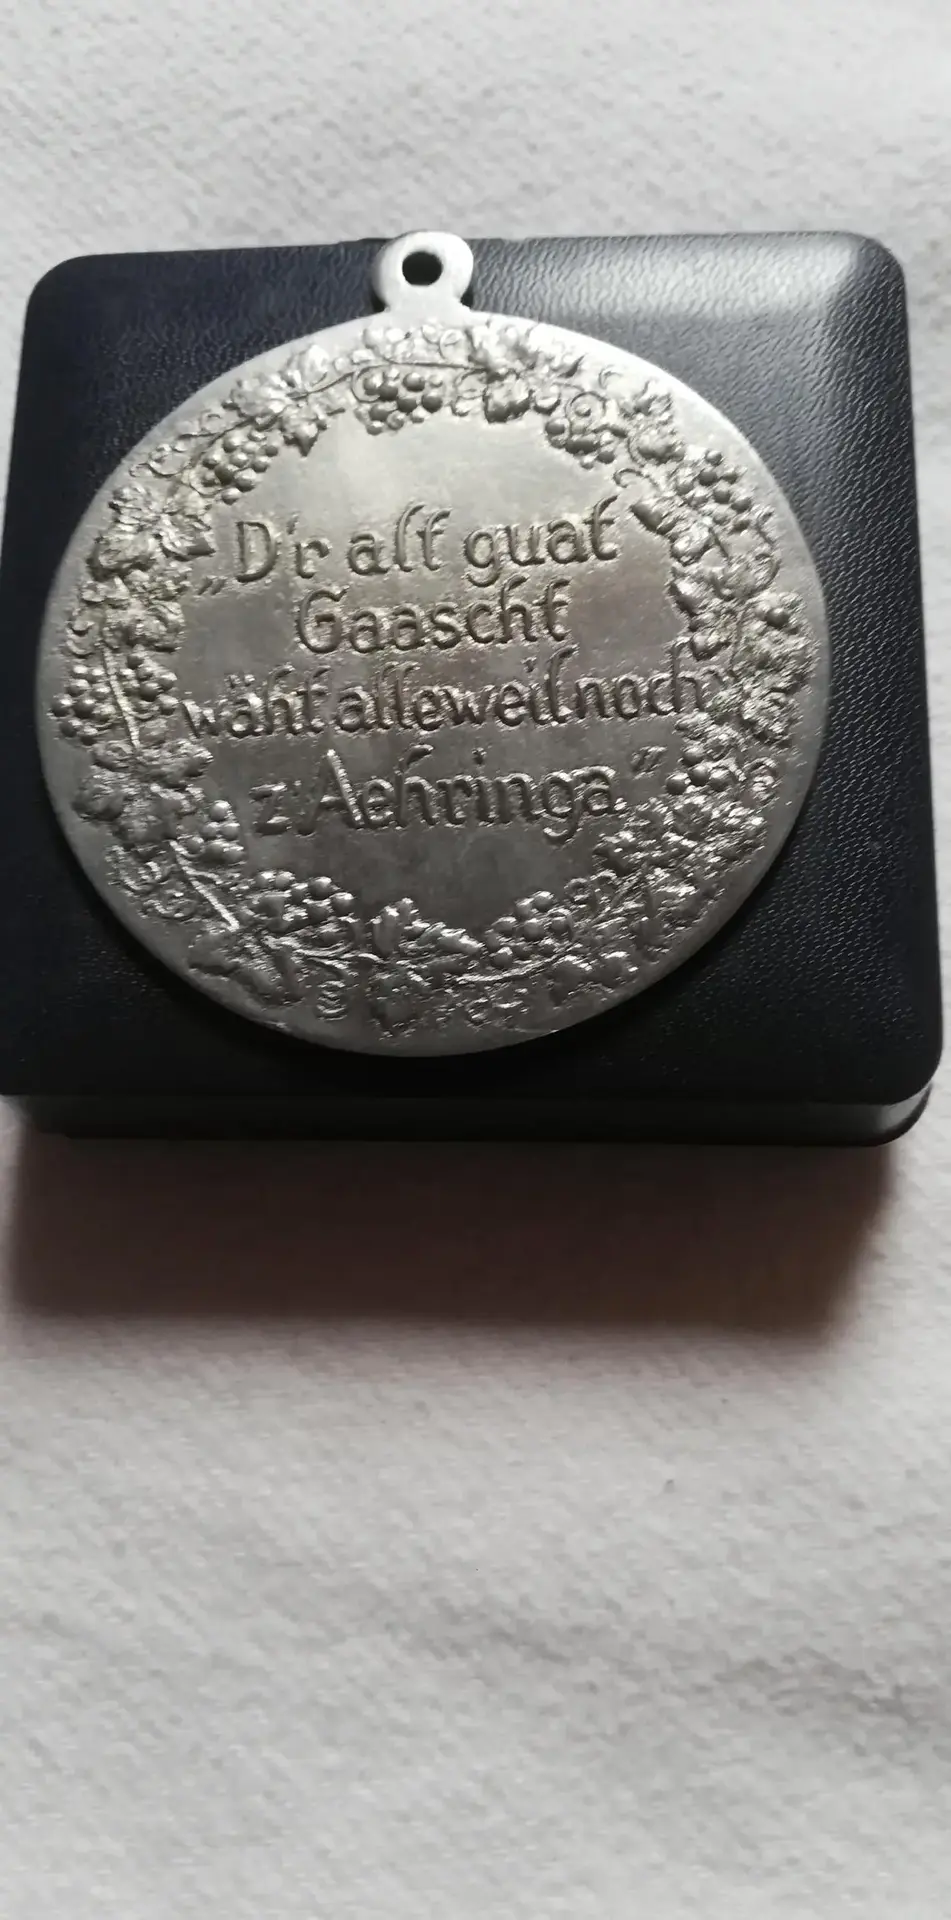 „D'r alt guat
Gaascht
wäht alleweil noch
z'Aehringa"